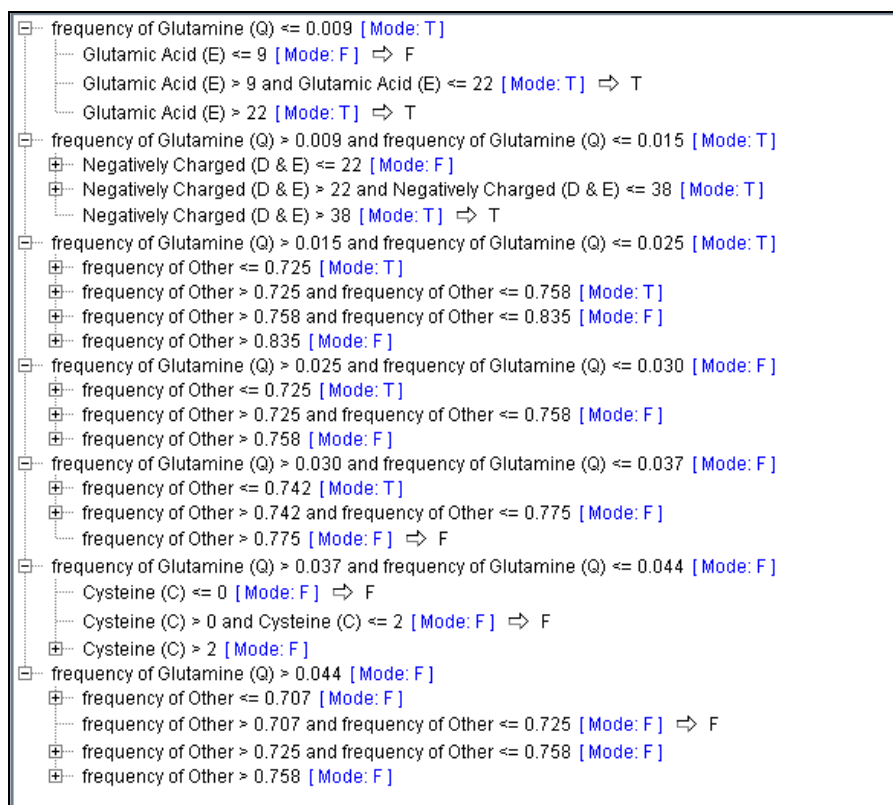 frequency of Glutamine (Q) <= 0.009 [ Mode: T ]
Glutamic Acid (E) <= 9 [ Mode: F ] ⇨ F
Glutamic Acid (E) > 9 and Glutamic Acid (E) <= 22 [ Mode: T ] ⇨ T
Glutamic Acid (E) > 22 [ Mode: T ] ⇨ T
frequency of Glutamine (Q) > 0.009 and frequency of Glutamine (Q) <= 0.015 [ Mode: T ]
Negatively Charged (D & E) <= 22 [ Mode: F ]
Negatively Charged (D & E) > 22 and Negatively Charged (D & E) <= 38 [ Mode: T ]
Negatively Charged (D & E) > 38 [ Mode: T ] ⇨ T
frequency of Glutamine (Q) > 0.015 and frequency of Glutamine (Q) <= 0.025 [ Mode: T ]
frequency of Other <= 0.725 [ Mode: T ]
frequency of Other > 0.725 and frequency of Other <= 0.758 [ Mode: T ]
frequency of Other > 0.758 and frequency of Other <= 0.835 [ Mode: F ]
frequency of Other > 0.835 [ Mode: F ]
frequency of Glutamine (Q) > 0.025 and frequency of Glutamine (Q) <= 0.030 [ Mode: F ]
frequency of Other <= 0.725 [ Mode: T ]
frequency of Other > 0.725 and frequency of Other <= 0.758 [ Mode: F ]
frequency of Other > 0.758 [ Mode: F ]
frequency of Glutamine (Q) > 0.030 and frequency of Glutamine (Q) <= 0.037 [ Mode: F ]
frequency of Other <= 0.742 [ Mode: T ]
frequency of Other > 0.742 and frequency of Other <= 0.775 [ Mode: F ]
frequency of Other > 0.775 [ Mode: F ] ⇨ F
frequency of Glutamine (Q) > 0.037 and frequency of Glutamine (Q) <= 0.044 [ Mode: F ]
Cysteine (C) <= 0 [ Mode: F ] ⇨ F
Cysteine (C) > 0 and Cysteine (C) <= 2 [ Mode: F ] ⇨ F
Cysteine (C) > 2 [ Mode: F ]
frequency of Glutamine (Q) > 0.044 [ Mode: F ]
frequency of Other <= 0.707 [ Mode: F ]
frequency of Other > 0.707 and frequency of Other <= 0.725 [ Mode: F ] ⇨ F
frequency of Other > 0.725 and frequency of Other <= 0.758 [ Mode: F ]
frequency of Other > 0.758 [ Mode: F ]